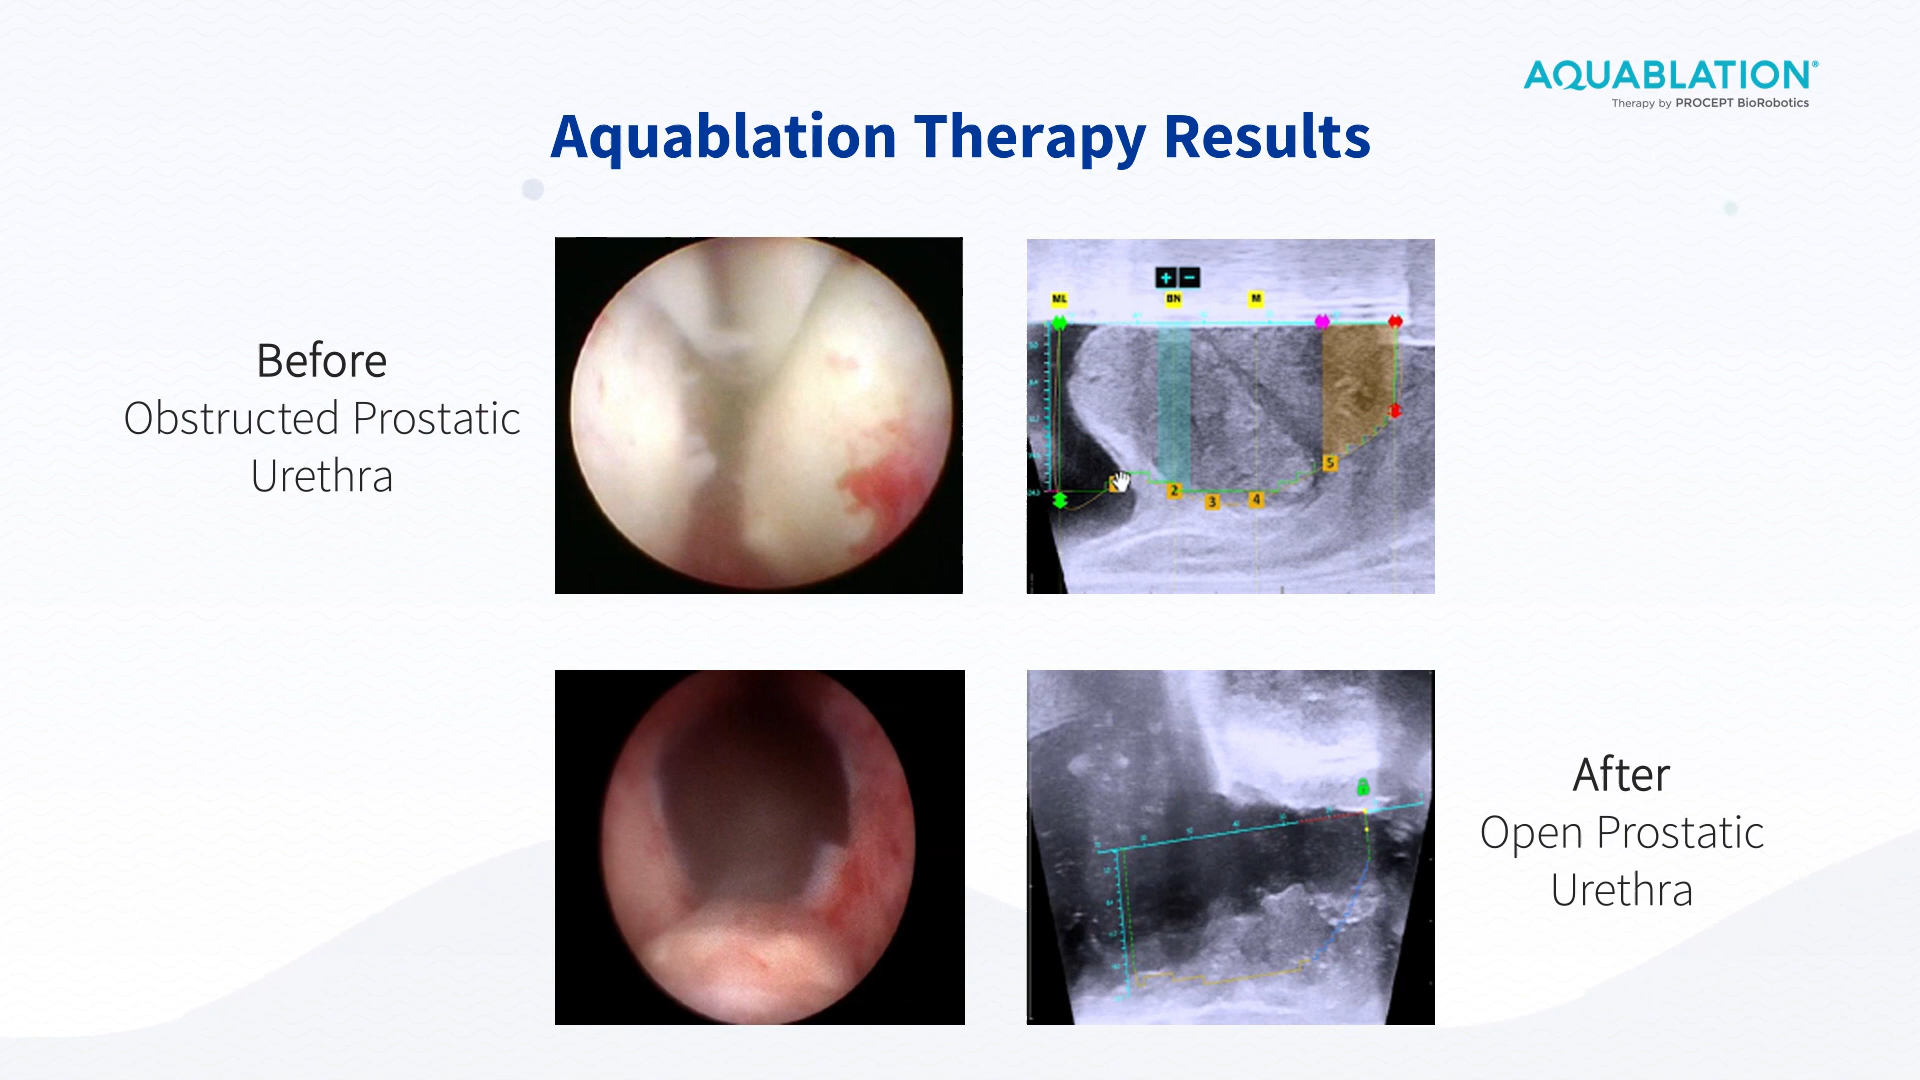 AQUABLATION®
Therapy by PROCEPT BioRobotics
Aquablation Therapy Results
Before
Obstructed Prostatic
Urethra
+ −
ML BN M
5
2 3 4
After
Open Prostatic
Urethra